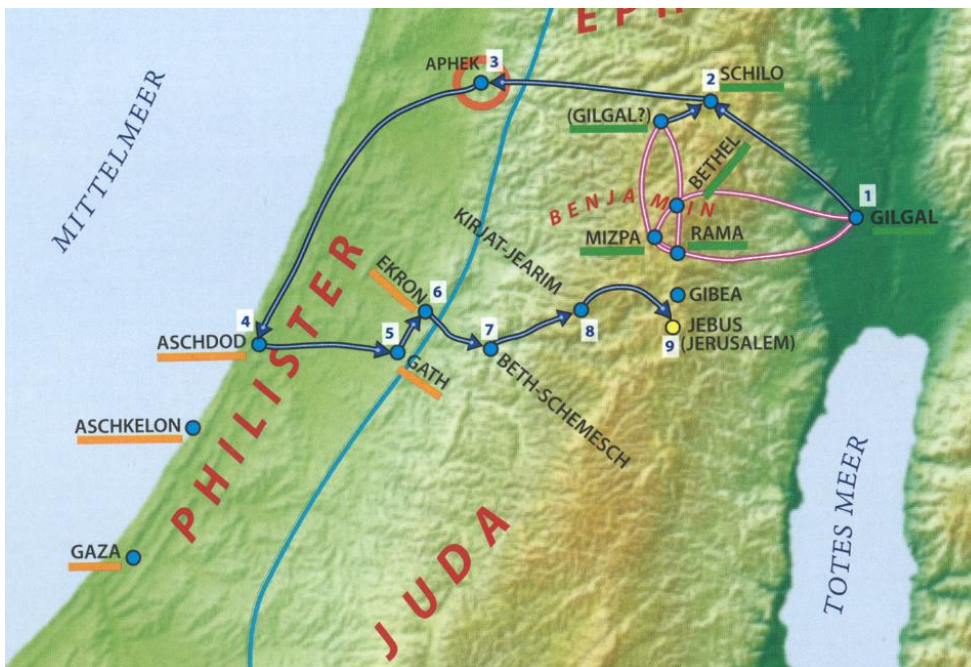 EPH
MITTELMEER
APHEK
3
2
SCHILO
(GILGAL?)
BETHEL
1
GILGAL
BENJAMIN
MIZPA
RAMA
KIRJAT-JEARIM
EKRON
6
GIBEA
JEBUS
(JERUSALEM)
9
8
7
BETH-SCHEMESCH
4
ASCHDOD
5
GATH
PHILISTER
ASCHKELON
GAZA
JUDA
TOTES MEER